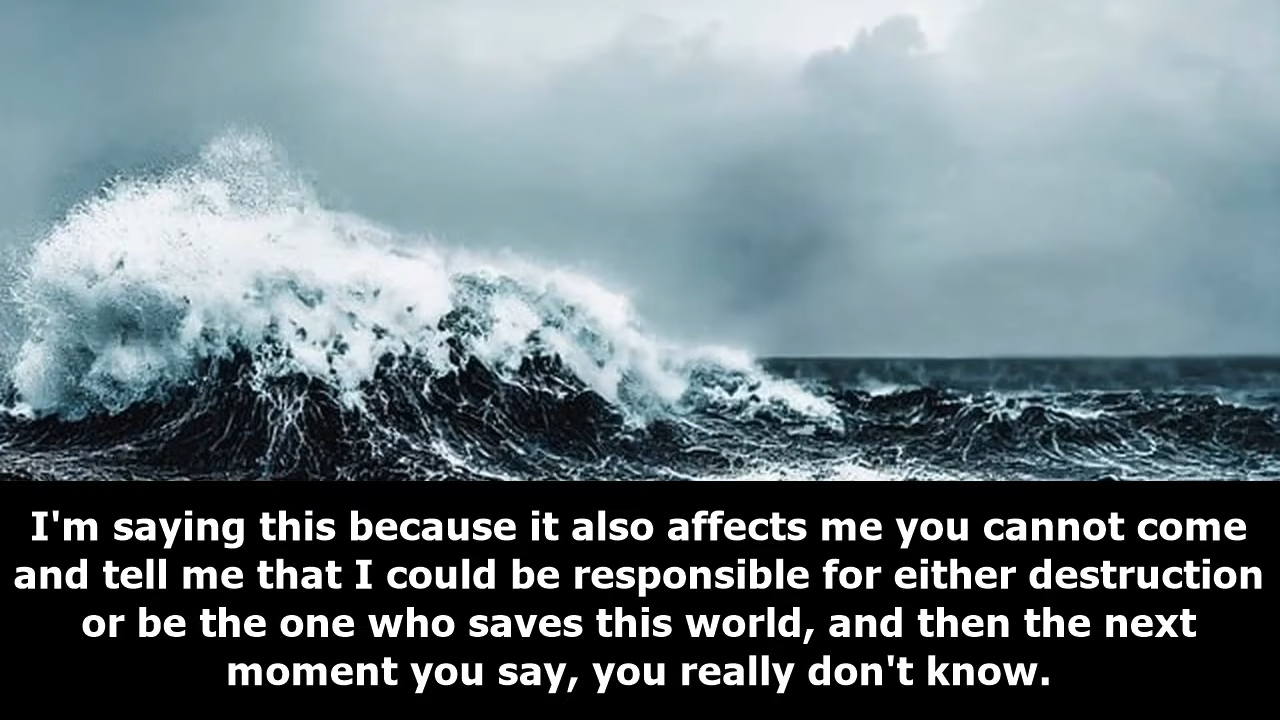 I'm saying this because it also affects me you cannot come
and tell me that I could be responsible for either destruction
or be the one who saves this world, and then the next
moment you say, you really don't know.